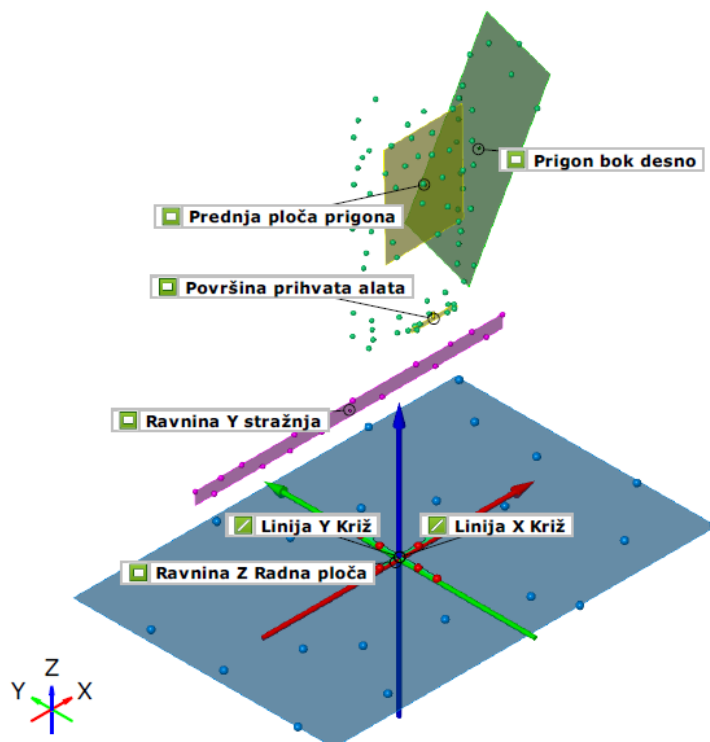 Prigon bok desno
Prednja ploča prigona
Površina prihvata alata
Ravnina Y stražnja
Linija Y Križ
Linija X Križ
Ravnina Z Radna ploča
Z
Y
X